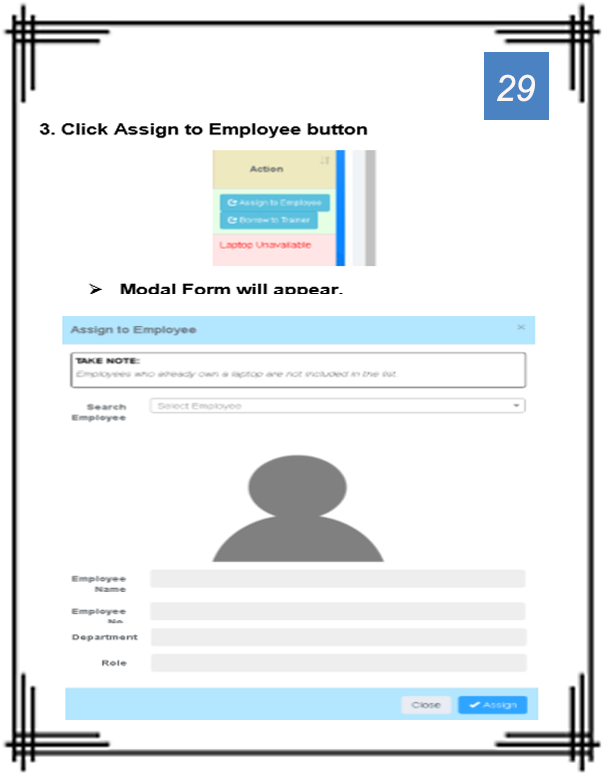 29
3. Click Assign to Employee button
Action
Assign to Employee
Borrow to Trainer
Laptop Unavailable
➢ Modal Form will appear.
Assign to Employee ×
TAKE NOTE:
Employees who already own a laptop are not included in the list.
Search
Employee
Select Employee
Employee
Name
Employee
No.
Department
Role
Close
Assign